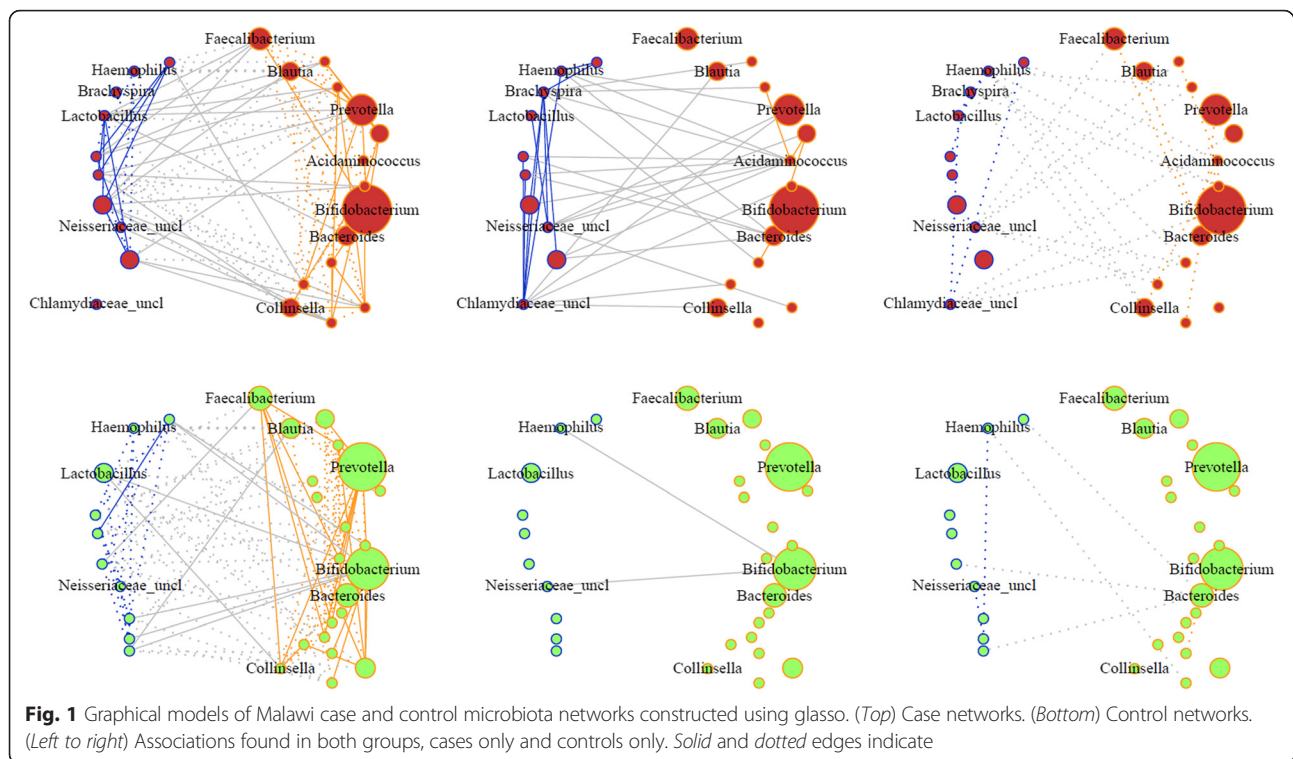 Faecalibacterium
Haemophilus
Blautia
Brachyspira
Lactobacillus
Prevotella
Acidaminococcus
Bifidobacterium
Neisseriaceae_uncl
Bacteroides
Chlamydiaceae_uncl
Collinsella
Faecalibacterium
Haemophilus
Blautia
Brachyspira
Lactobacillus
Prevotella
Acidaminococcus
Bifidobacterium
Neisseriaceae_uncl
Bacteroides
Chlamydiaceae_uncl
Collinsella
Faecalibacterium
Haemophilus
Blautia
Brachyspira
Lactobacillus
Prevotella
Acidaminococcus
Bifidobacterium
Neisseriaceae_uncl
Bacteroides
Chlamydiaceae_uncl
Collinsella
Faecalibacterium
Haemophilus
Blautia
Lactobacillus
Prevotella
Bifidobacterium
Neisseriaceae_uncl
Bacteroides
Collinsella
Faecalibacterium
Haemophilus
Blautia
Lactobacillus
Prevotella
Bifidobacterium
Neisseriaceae_uncl
Bacteroides
Collinsella
Faecalibacterium
Haemophilus
Blautia
Lactobacillus
Prevotella
Bifidobacterium
Neisseriaceae_uncl
Bacteroides
Collinsella
Fig. 1 Graphical models of Malawi case and control microbiota networks constructed using glasso. (Top) Case networks. (Bottom) Control networks.
(Left to right) Associations found in both groups, cases only and controls only. Solid and dotted edges indicate